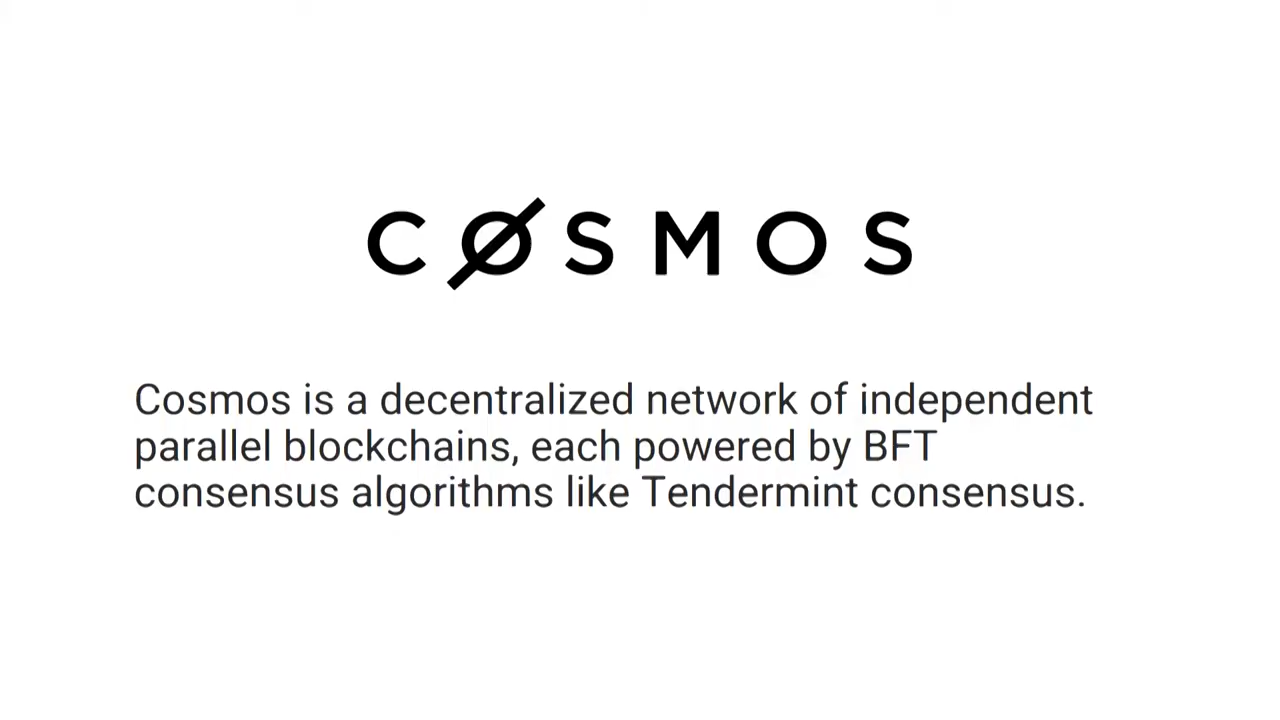 CØSMOS
Cosmos is a decentralized network of independent
parallel blockchains, each powered by BFT
consensus algorithms like Tendermint consensus.